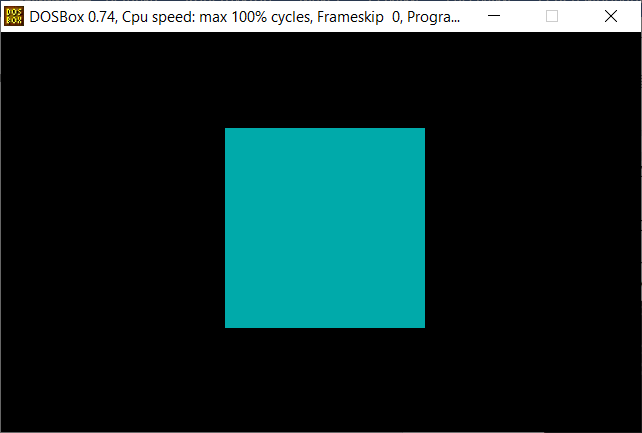 DOSBox 0.74, Cpu speed: max 100% cycles, Frameskip  0, Progra...